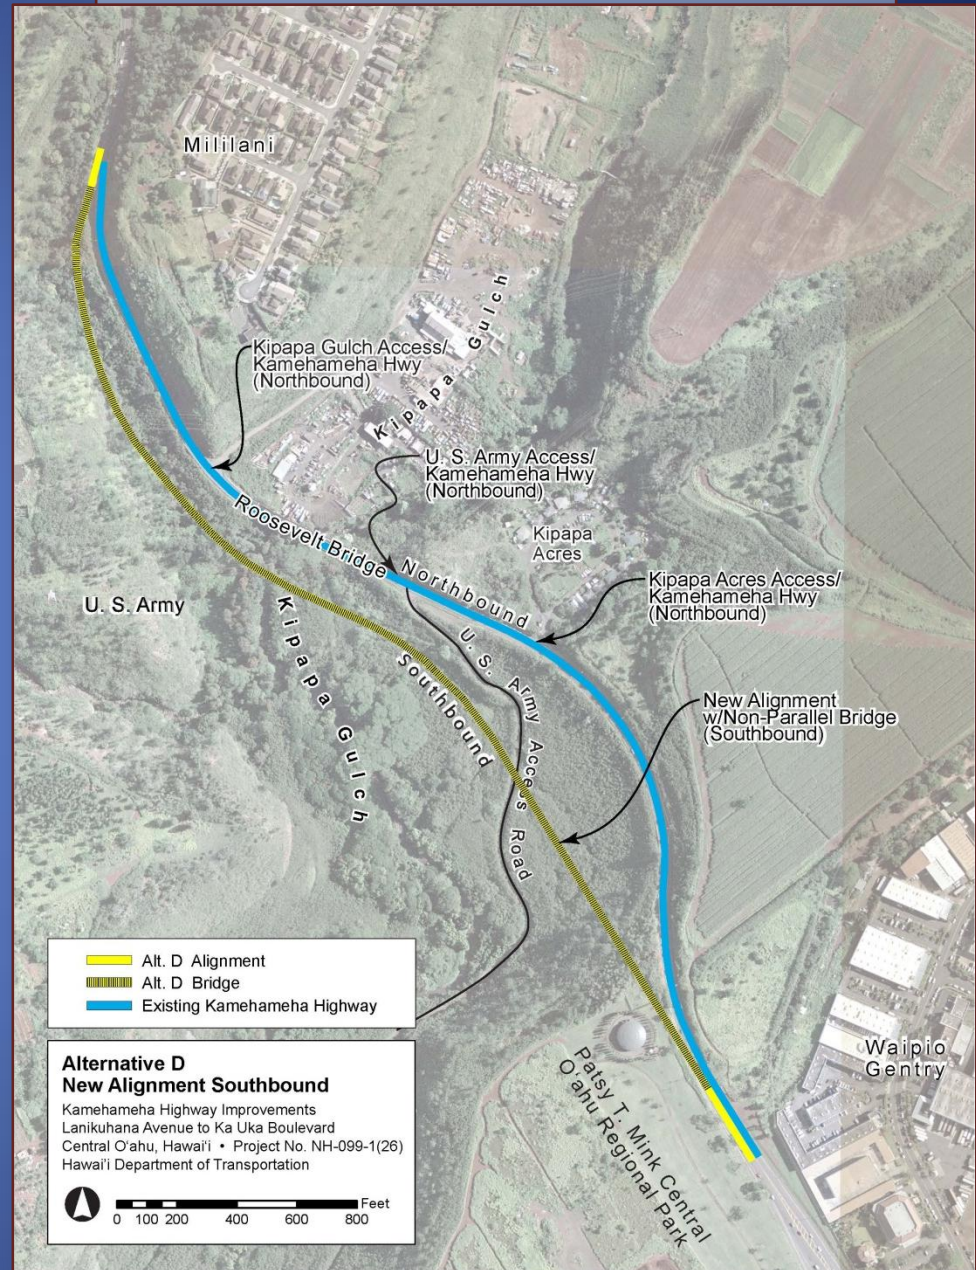 Mililani
Kipapa Gulch
Kipapa Gulch Access/
Kamehameha Hwy
(Northbound)
U. S. Army Access/
Kamehameha Hwy
(Northbound)
Roosevelt Bridge
Northbound
Kipapa
Acres
Kipapa Acres Access/
Kamehameha Hwy
(Northbound)
U. S. Army
Kipapa Gulch
Southbound
U. S. Army Access Road
New Alignment
w/Non-Parallel Bridge
(Southbound)
Alt. D Alignment
Alt. D Bridge
Existing Kamehameha Highway
Waipio
Gentry
Patsy T. Mink Central
O'ahu Regional Park
Alternative D
New Alignment Southbound
Kamehameha Highway Improvements
Lanikuhana Avenue to Ka Uka Boulevard
Central O'ahu, Hawai'i • Project No. NH-099-1(26)
Hawai'i Department of Transportation
Feet
0 100 200 400 600 800